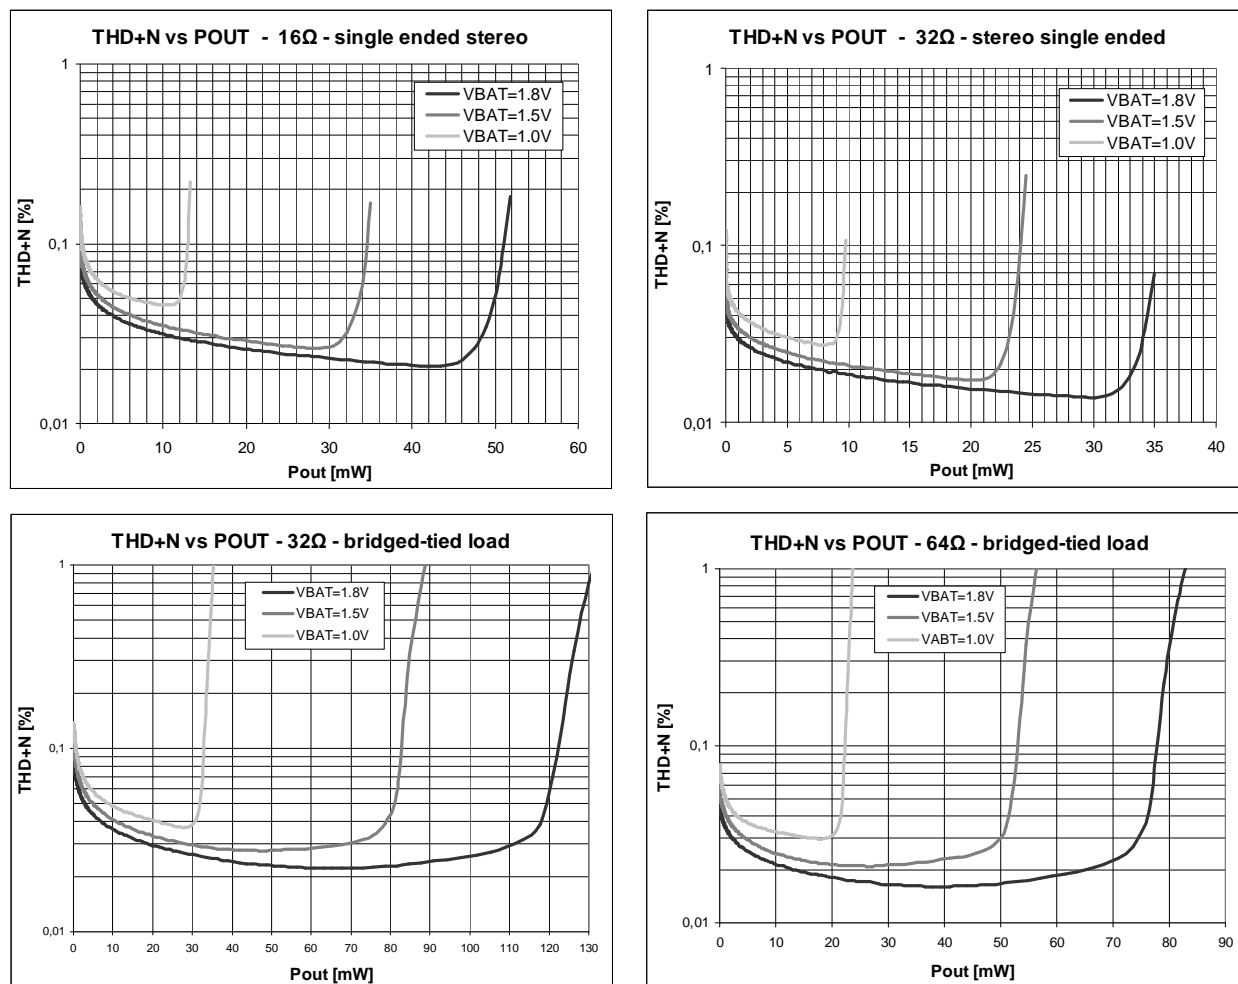 THD+N vs POUT - 16Ω - single ended stereo
1
VBAT=1.8V
VBAT=1.5V
VBAT=1.0V
THD+N [%]
0,1
0,01
0 10 20 30 40 50 60
Pout [mW]
THD+N vs POUT - 32Ω - stereo single ended
1
VBAT=1.8V
VBAT=1.5V
VBAT=1.0V
THD+N [%]
0,1
0,01
0 5 10 15 20 25 30 35 40
Pout [mW]
THD+N vs POUT - 32Ω - bridged-tied load
1
VBAT=1.8V
VBAT=1.5V
VBAT=1.0V
THD+N [%]
0,1
0,01
0 10 20 30 40 50 60 70 80 90 100 110 120 130
Pout [mW]
THD+N vs POUT - 64Ω - bridged-tied load
1
VBAT=1.8V
VBAT=1.5V
VABT=1.0V
THD+N [%]
0,1
0,01
0 10 20 30 40 50 60 70 80 90
Pout [mW]